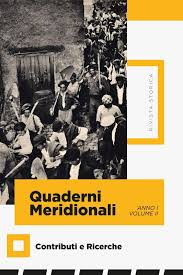 RIVISTA STORICA
Quaderni
Meridionali
ANNO I
VOLUME II
Contributi e Ricerche